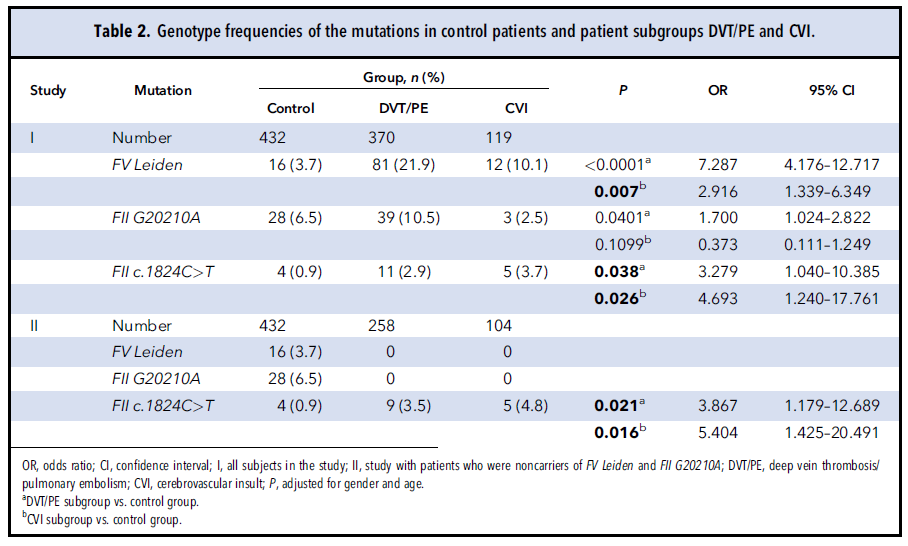 Table 2. Genotype frequencies of the mutations in control patients and patient subgroups DVT/PE and CVI.
Group, n (%)
Study Mutation P OR 95% CI
Control DVT/PE CVI
I Number 432 370 119
FV Leiden 16 (3.7) 81 (21.9) 12 (10.1) <0.0001a 7.287 4.176–12.717
0.007b 2.916 1.339–6.349
FII G20210A 28 (6.5) 39 (10.5) 3 (2.5) 0.0401a 1.700 1.024–2.822
0.1099b 0.373 0.111–1.249
FII c.1824C>T 4 (0.9) 11 (2.9) 5 (3.7) 0.038a 3.279 1.040–10.385
0.026b 4.693 1.240–17.761
II Number 432 258 104
FV Leiden 16 (3.7) 0 0
FII G20210A 28 (6.5) 0 0
FII c.1824C>T 4 (0.9) 9 (3.5) 5 (4.8) 0.021a 3.867 1.179–12.689
0.016b 5.404 1.425–20.491
OR, odds ratio; CI, confidence interval; I, all subjects in the study; II, study with patients who were noncarriers of FV Leiden and FII G20210A; DVT/PE, deep vein thrombosis/
pulmonary embolism; CVI, cerebrovascular insult; P, adjusted for gender and age.
aDVT/PE subgroup vs. control group.
bCVI subgroup vs. control group.